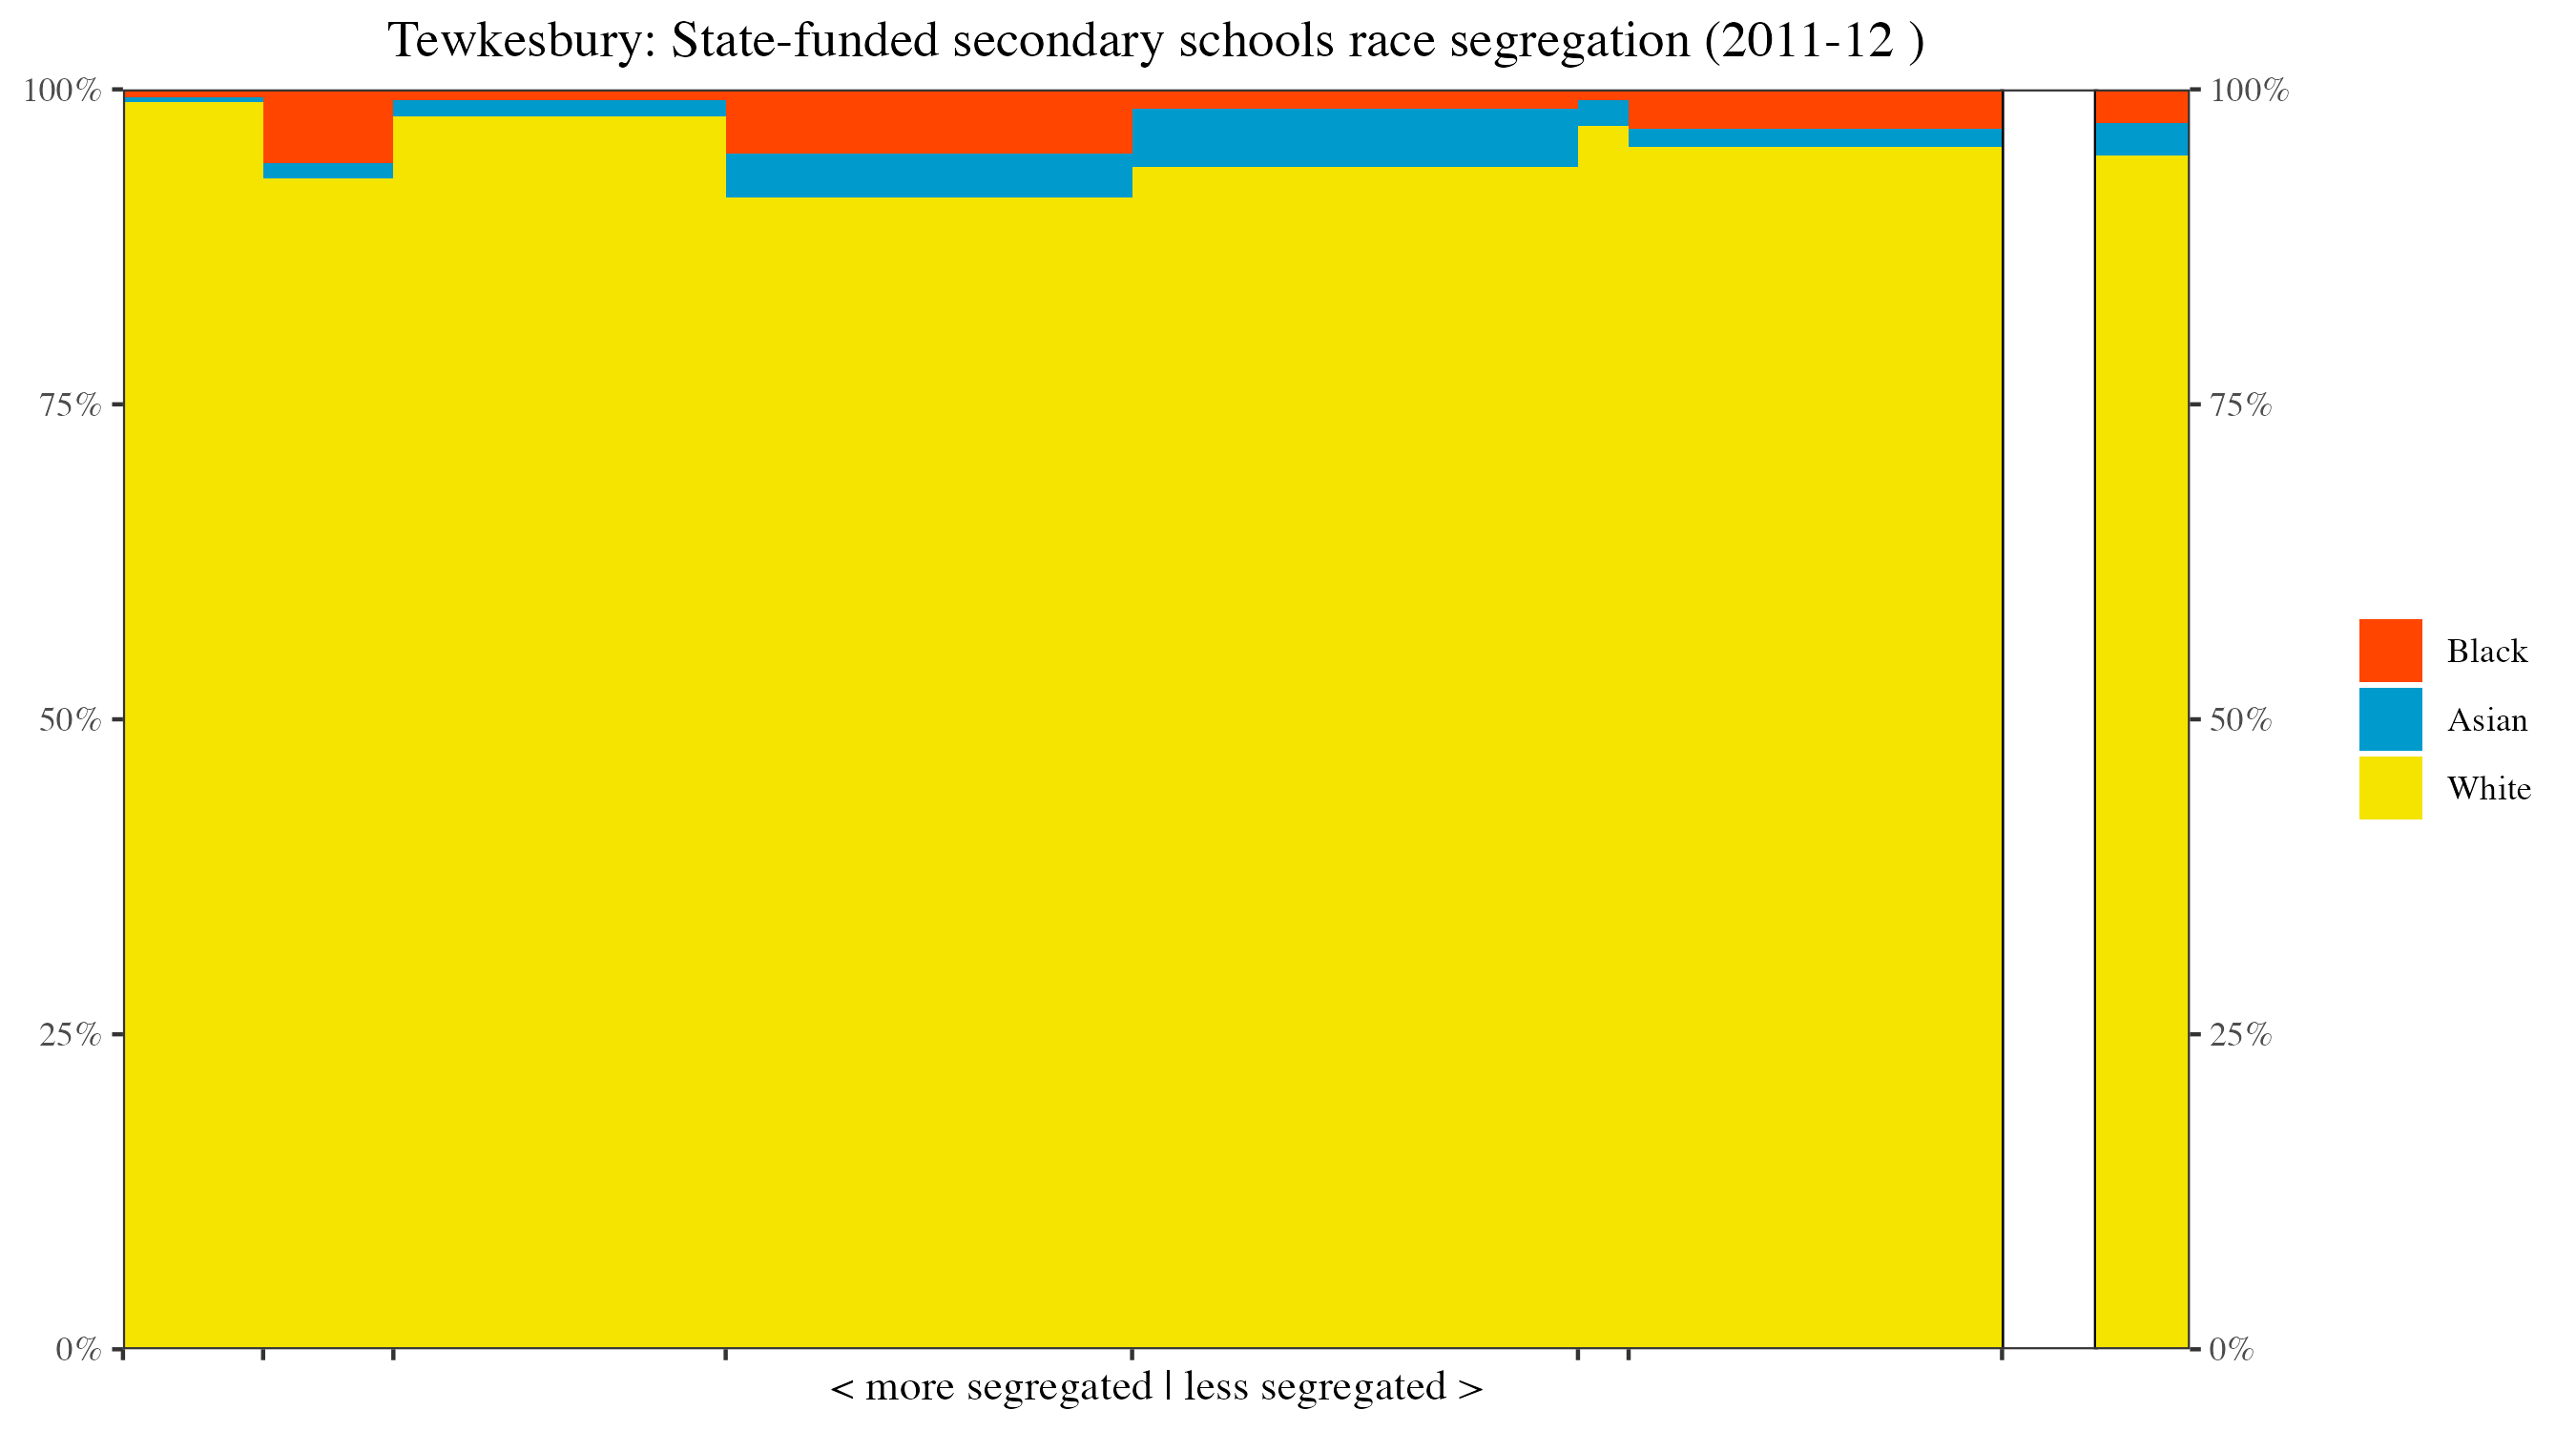 Tewkesbury: State-funded secondary schools race segregation (2011-12 )
100%
75%
50%
25%
0%
100%
75%
50%
25%
0%
Black
Asian
White
< more segregated | less segregated >